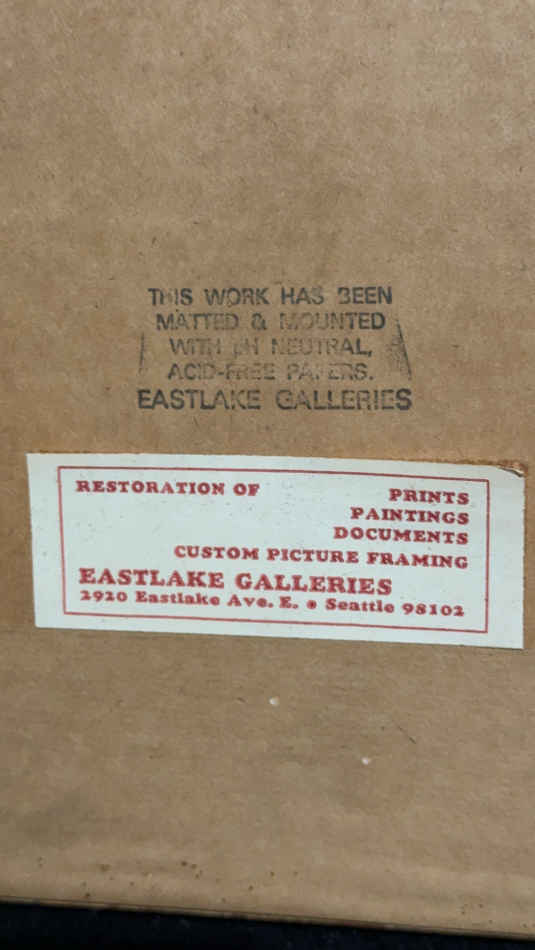 THIS WORK HAS BEEN
MATTED & MOUNTED
WITH PH NEUTRAL,
ACID-FREE PAPERS.
EASTLAKE GALLERIES
RESTORATION OF PRINTS
PAINTINGS
DOCUMENTS
CUSTOM PICTURE FRAMING
EASTLAKE GALLERIES
2920 Eastlake Ave. E. • Seattle 98102